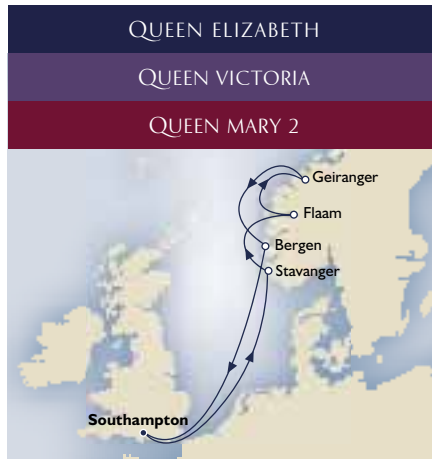 QUEEN ELIZABETH
QUEEN VICTORIA
QUEEN MARY 2
Geiranger
Flaam
Bergen
Stavanger
Southampton